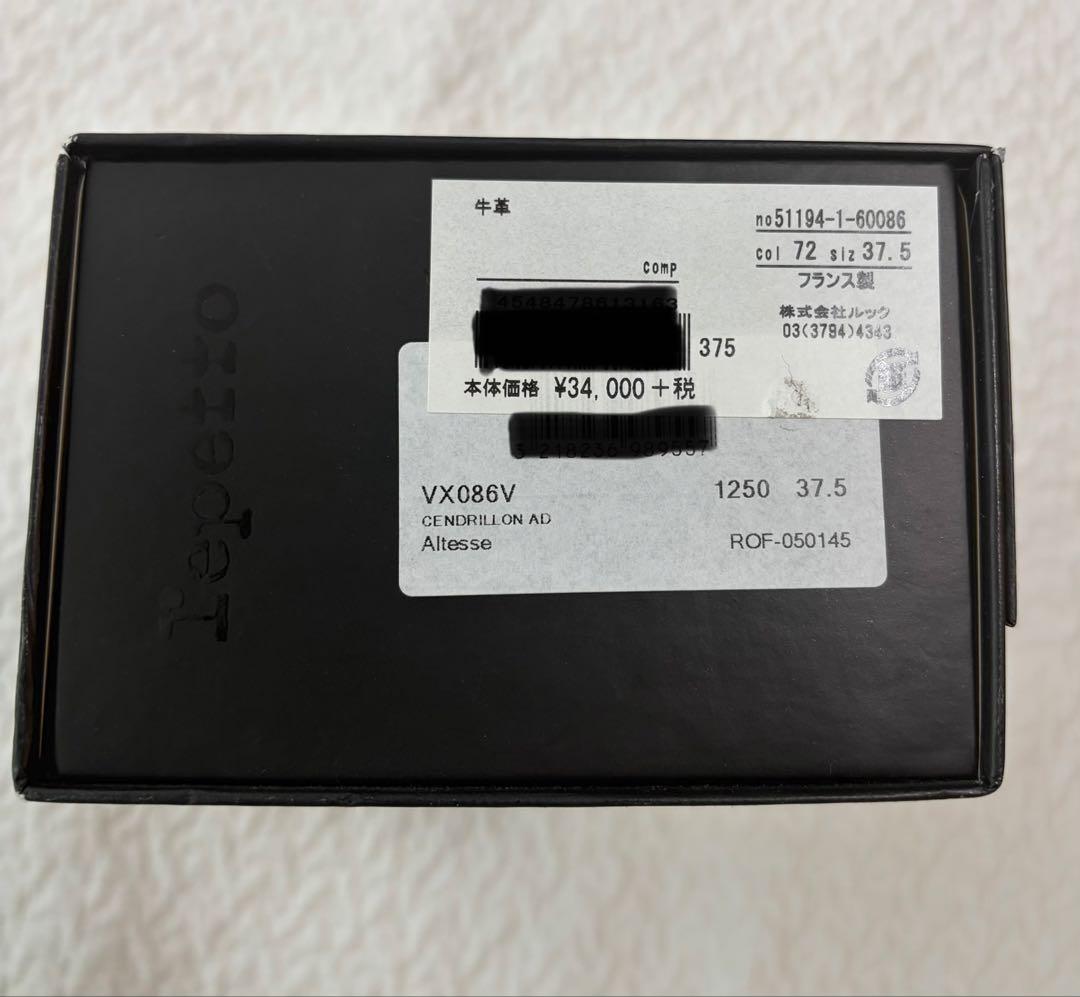 repetto
牛革
comp
375
本体価格 ¥34,000+税
no51194-1-60086
col 72 siz 37.5
フランス製
株式会社ルック
03(3794)4343
VX086V 1250 37.5
CENDRILLON AD
Altesse ROF-050145